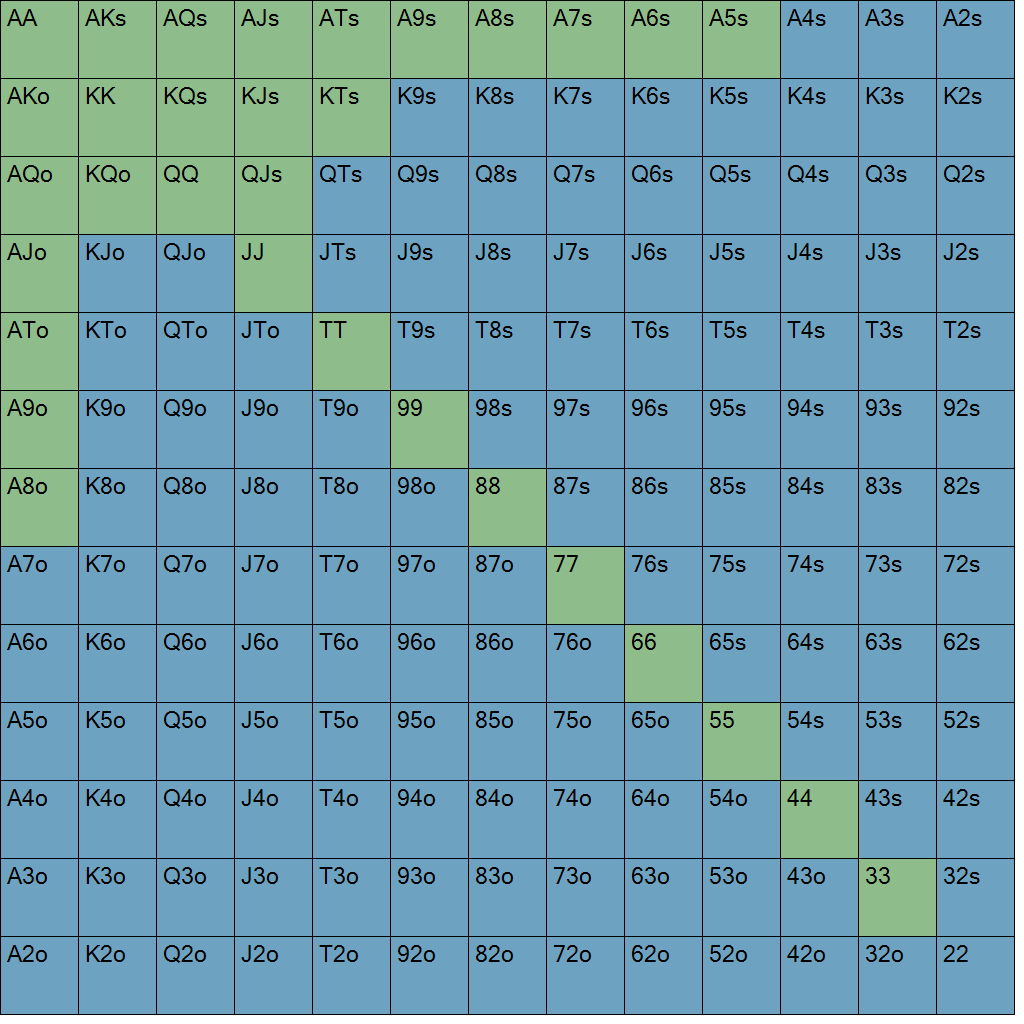 AA AKs AQs AJs ATs A9s A8s A7s A6s A5s A4s A3s A2s
AKo KK KQs KJs KTs K9s K8s K7s K6s K5s K4s K3s K2s
AQo KQo QQ QJs QTs Q9s Q8s Q7s Q6s Q5s Q4s Q3s Q2s
AJo KJo QJo JJ JTs J9s J8s J7s J6s J5s J4s J3s J2s
ATo KTo QTo JTo TT T9s T8s T7s T6s T5s T4s T3s T2s
A9o K9o Q9o J9o T9o 99 98s 97s 96s 95s 94s 93s 92s
A8o K8o Q8o J8o T8o 98o 88 87s 86s 85s 84s 83s 82s
A7o K7o Q7o J7o T7o 97o 87o 77 76s 75s 74s 73s 72s
A6o K6o Q6o J6o T6o 96o 86o 76o 66 65s 64s 63s 62s
A5o K5o Q5o J5o T5o 95o 85o 75o 65o 55 54s 53s 52s
A4o K4o Q4o J4o T4o 94o 84o 74o 64o 54o 44 43s 42s
A3o K3o Q3o J3o T3o 93o 83o 73o 63o 53o 43o 33 32s
A2o K2o Q2o J2o T2o 92o 82o 72o 62o 52o 42o 32o 22